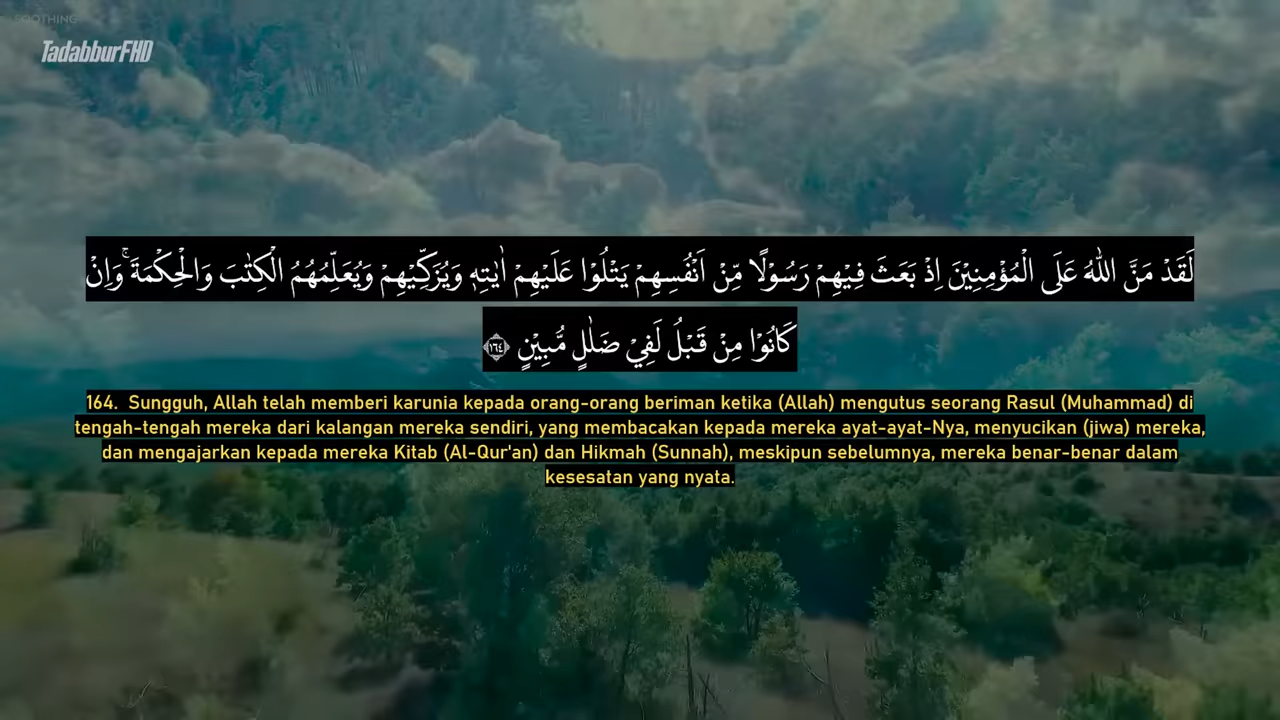 SOOTHING
TadabburFHD
لَقَدْ مَنَّ اللّٰهُ عَلَى الْمُؤْمِنِيْنَ اِذْ بَعَثَ فِيْهِمْ رَسُوْلًا مِّنْ اَنْفُسِهِمْ يَتْلُوْا عَلَيْهِمْ اٰيٰتِهٖ وَيُزَكِّيْهِمْ وَيُعَلِّمُهُمُ الْكِتٰبَ وَالْحِكْمَةَۚ وَاِنْ
كَانُوْا مِنْ قَبْلُ لَفِيْ ضَلٰلٍ مُّبِيْنٍ ١٦٤
164. Sungguh, Allah telah memberi karunia kepada orang-orang beriman ketika (Allah) mengutus seorang Rasul (Muhammad) di
tengah-tengah mereka dari kalangan mereka sendiri, yang membacakan kepada mereka ayat-ayat-Nya, menyucikan (jiwa) mereka,
dan mengajarkan kepada mereka Kitab (Al-Qur'an) dan Hikmah (Sunnah), meskipun sebelumnya, mereka benar-benar dalam
kesesatan yang nyata.